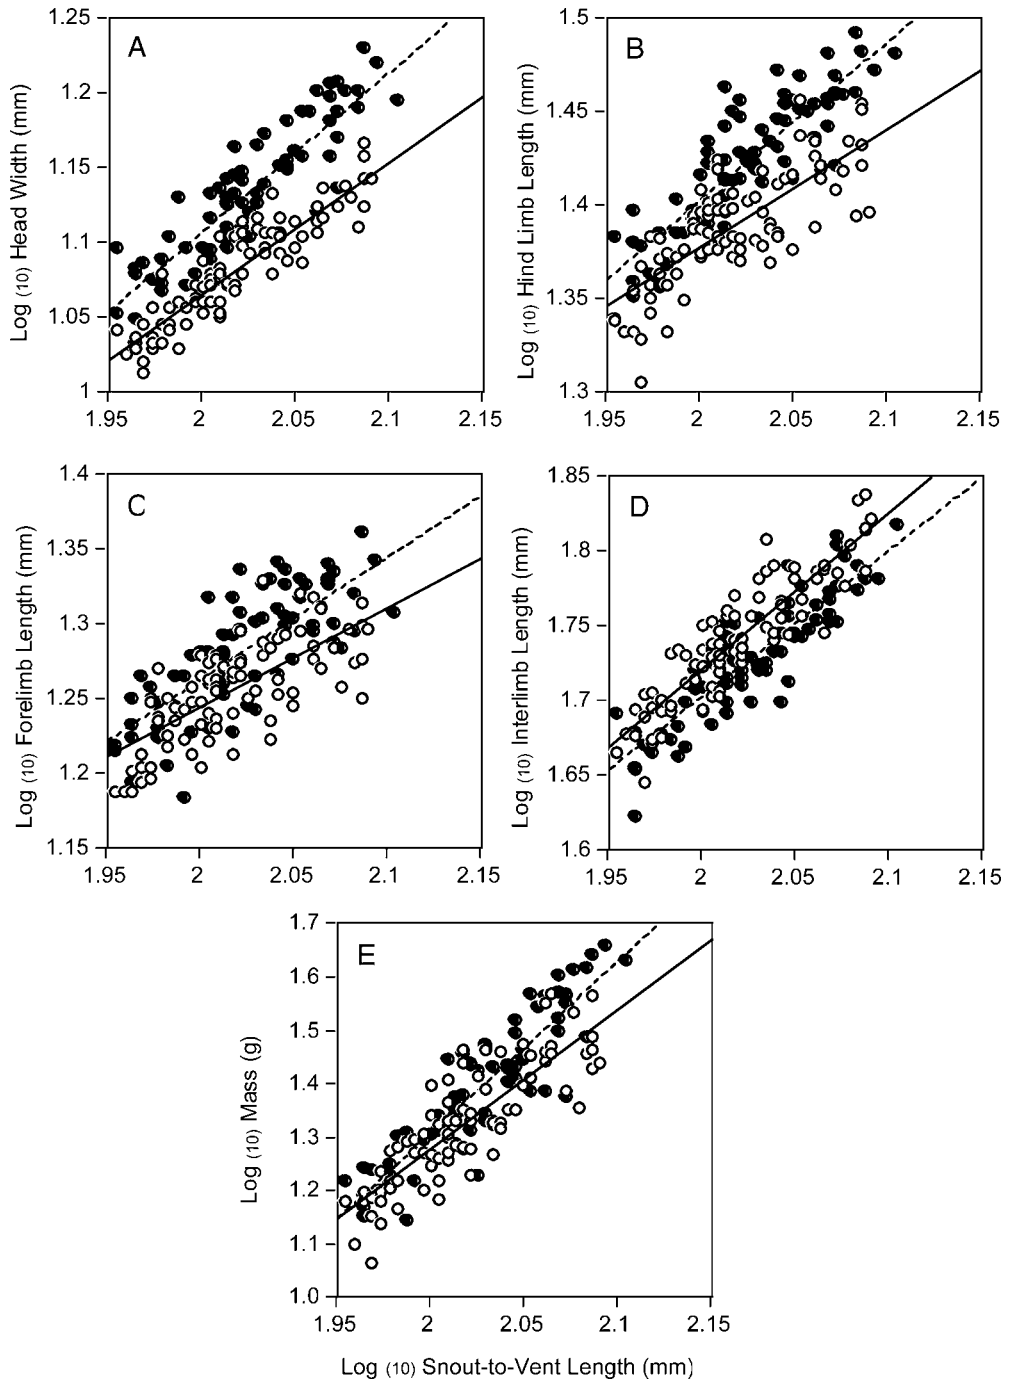 A
Log (10) Head Width (mm)
1.25
1.2
1.15
1.1
1.05
1
1.95 2 2.05 2.1 2.15
B
Log (10) Hind Limb Length (mm)
1.5
1.45
1.4
1.35
1.3
1.95 2 2.05 2.1 2.15
C
Log (10) Forelimb Length (mm)
1.4
1.35
1.3
1.25
1.2
1.15
1.95 2 2.05 2.1 2.15
D
Log (10) Interlimb Length (mm)
1.85
1.8
1.75
1.7
1.65
1.6
1.95 2 2.05 2.1 2.15
E
Log (10) Mass (g)
1.7
1.6
1.5
1.4
1.3
1.2
1.1
1.0
1.95 2 2.05 2.1 2.15
Log (10) Snout-to-Vent Length (mm)